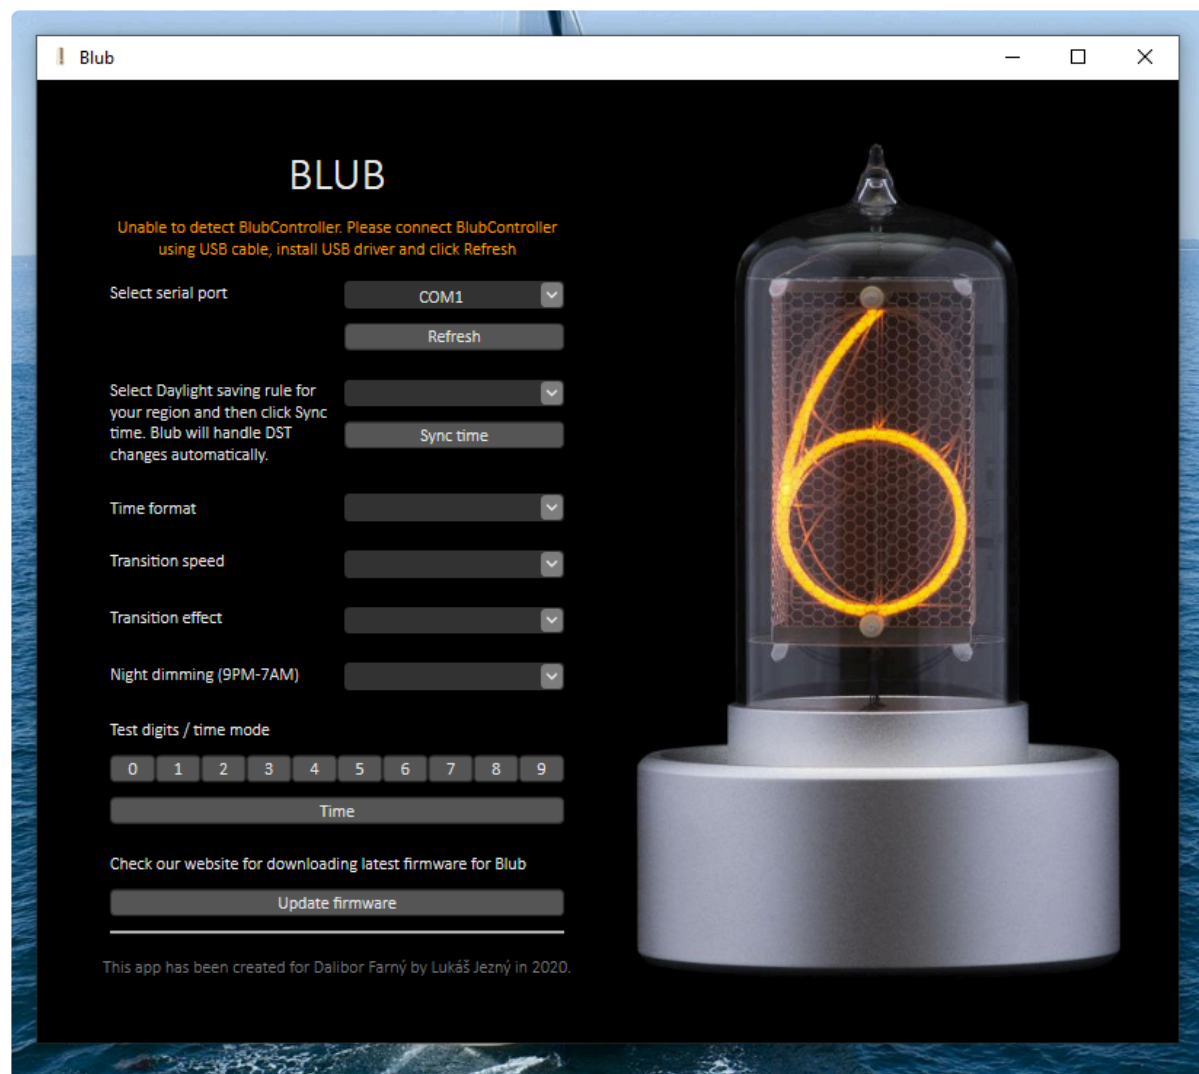 Blub
BLUB
Unable to detect BlubController. Please connect BlubController
using USB cable, install USB driver and click Refresh
Select serial port
COM1
Refresh
Select Daylight saving rule for
your region and then click Sync
time. Blub will handle DST
changes automatically.
Sync time
Time format
Transition speed
Transition effect
Night dimming (9PM-7AM)
Test digits / time mode
0 1 2 3 4 5 6 7 8 9
Time
Check our website for downloading latest firmware for Blub
Update firmware
This app has been created for Dalibor Farný by Lukáš Jezný in 2020.
6